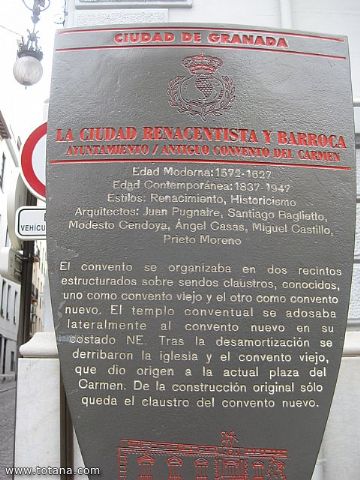 CIUDAD DE GRANADA
LA CIUDAD RENACENTISTA Y BARROCA
AYUNTAMIENTO / ANTIGUO CONVENTO DEL CARMEN
Edad Moderna: 1572-1627
Edad Contemporánea: 1837-1947
Estilos: Renacimiento, Historicismo
Arquitectos: Juan Pugnaire, Santiago Baglietto,
Modesto Cendoya, Ángel Casas, Miguel Castillo,
Prieto Moreno
El convento se organizaba en dos recintos
estructurados sobre sendos claustros, conocidos,
uno como convento viejo y el otro como convento
nuevo. El templo conventual se adosaba
lateralmente al convento nuevo en su
costado NE. Tras la desamortización se
derribaron la iglesia y el convento viejo,
que dio origen a la actual plaza del
Carmen. De la construcción original sólo
queda el claustro del convento nuevo.
VEHICU
www.totana.com